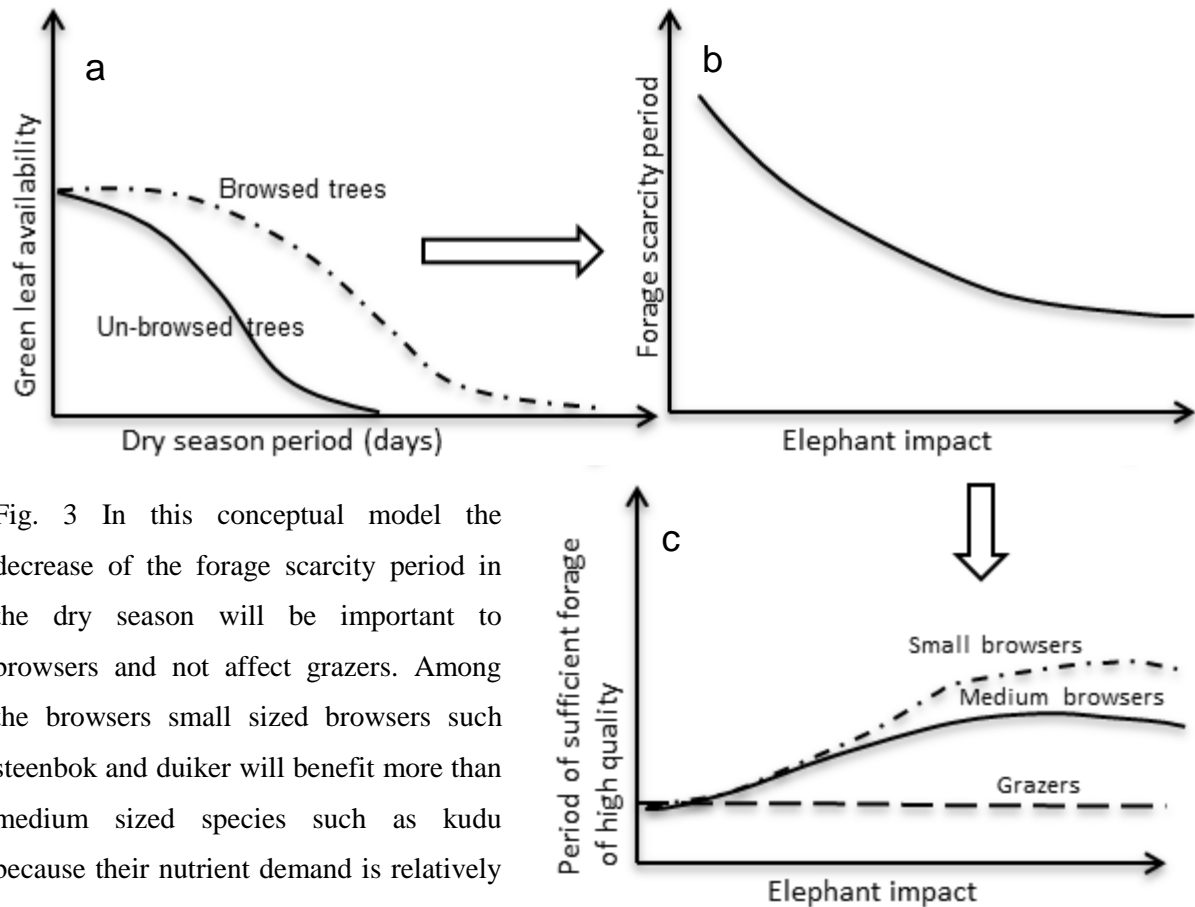 a
Green leaf availability
Browsed trees
Un-browsed trees
Dry season period (days)
b
Forage scarcity period
Elephant impact
Fig. 3 In this conceptual model the
decrease of the forage scarcity period in
the dry season will be important to
browsers and not affect grazers. Among
the browsers small sized browsers such
steenbok and duiker will benefit more than
medium sized species such as kudu
because their nutrient demand is relatively
c
Period of sufficient forage
of high quality
Small browsers
Medium browsers
Grazers
Elephant impact